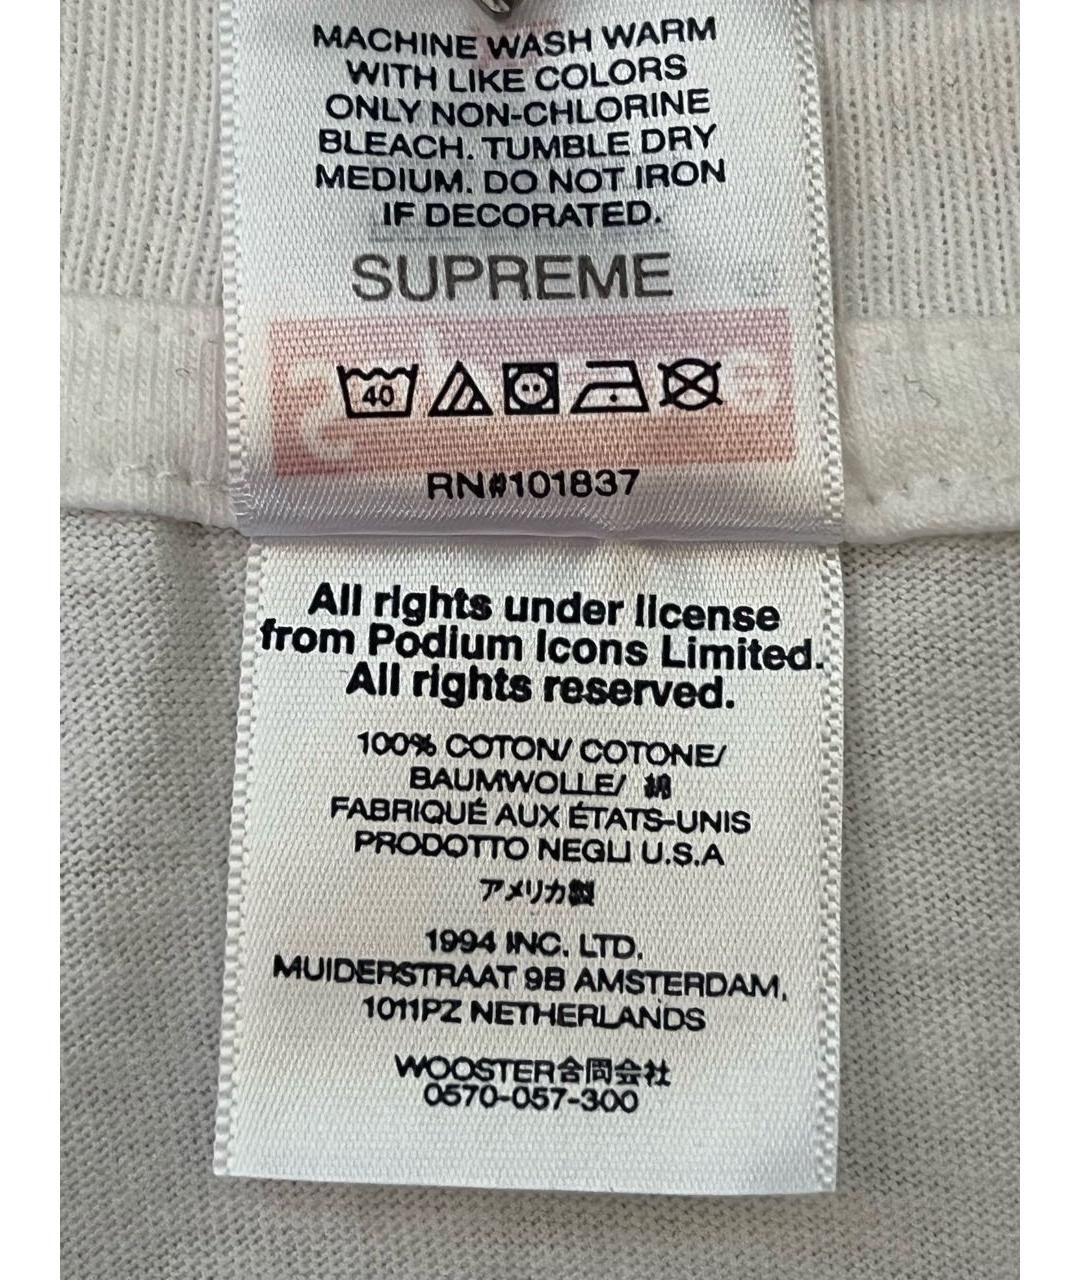 MACHINE WASH WARM
WITH LIKE COLORS
ONLY NON-CHLORINE
BLEACH. TUMBLE DRY
MEDIUM. DO NOT IRON
IF DECORATED.
SUPREME
40
RN#101837
All rights under license
from Podium Icons Limited.
All rights reserved.
100% COTON/ COTONE/
BAUMWOLLE/ 綿
FABRIQUÉ AUX ÉTATS-UNIS
PRODOTTO NEGLI U.S.A
アメリカ製
1994 INC. LTD.
MUIDERSTRAAT 9B AMSTERDAM,
1011PZ NETHERLANDS
WOOSTER合同会社
0570-057-300